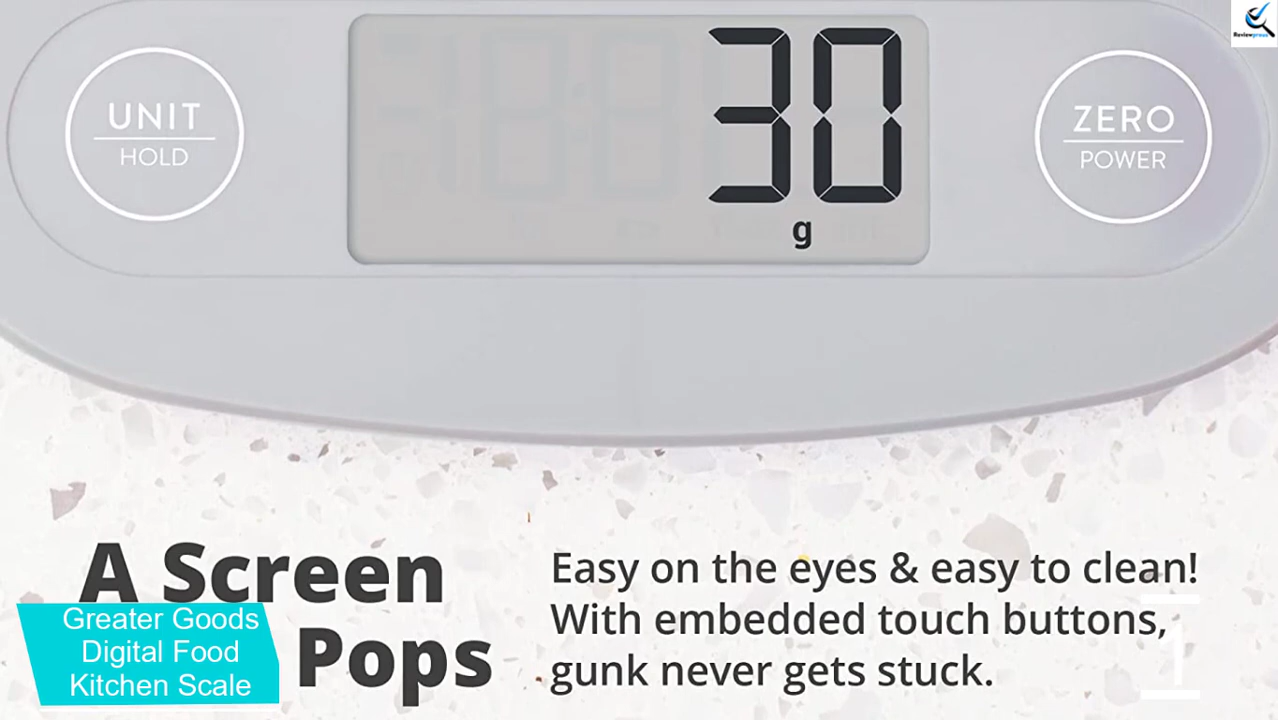 UNIT
HOLD
30
g
ZERO
POWER
A Screen
Pops
Easy on the eyes & easy to clean!
With embedded touch buttons,
gunk never gets stuck.
Greater Goods
Digital Food
Kitchen Scale
1